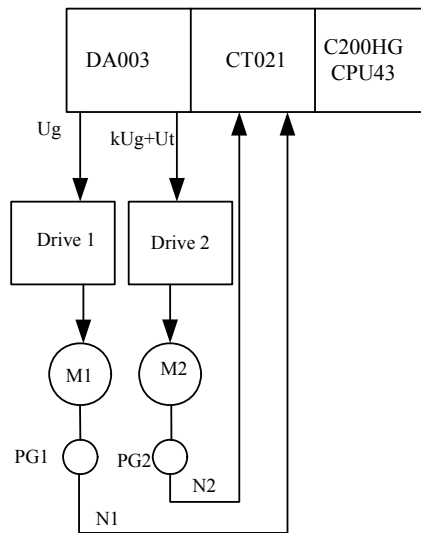 DA003
CT021
C200HG
CPU43
Ug
kUg+Ut
Drive 1
Drive 2
M1
M2
PG1
PG2
N2
N1